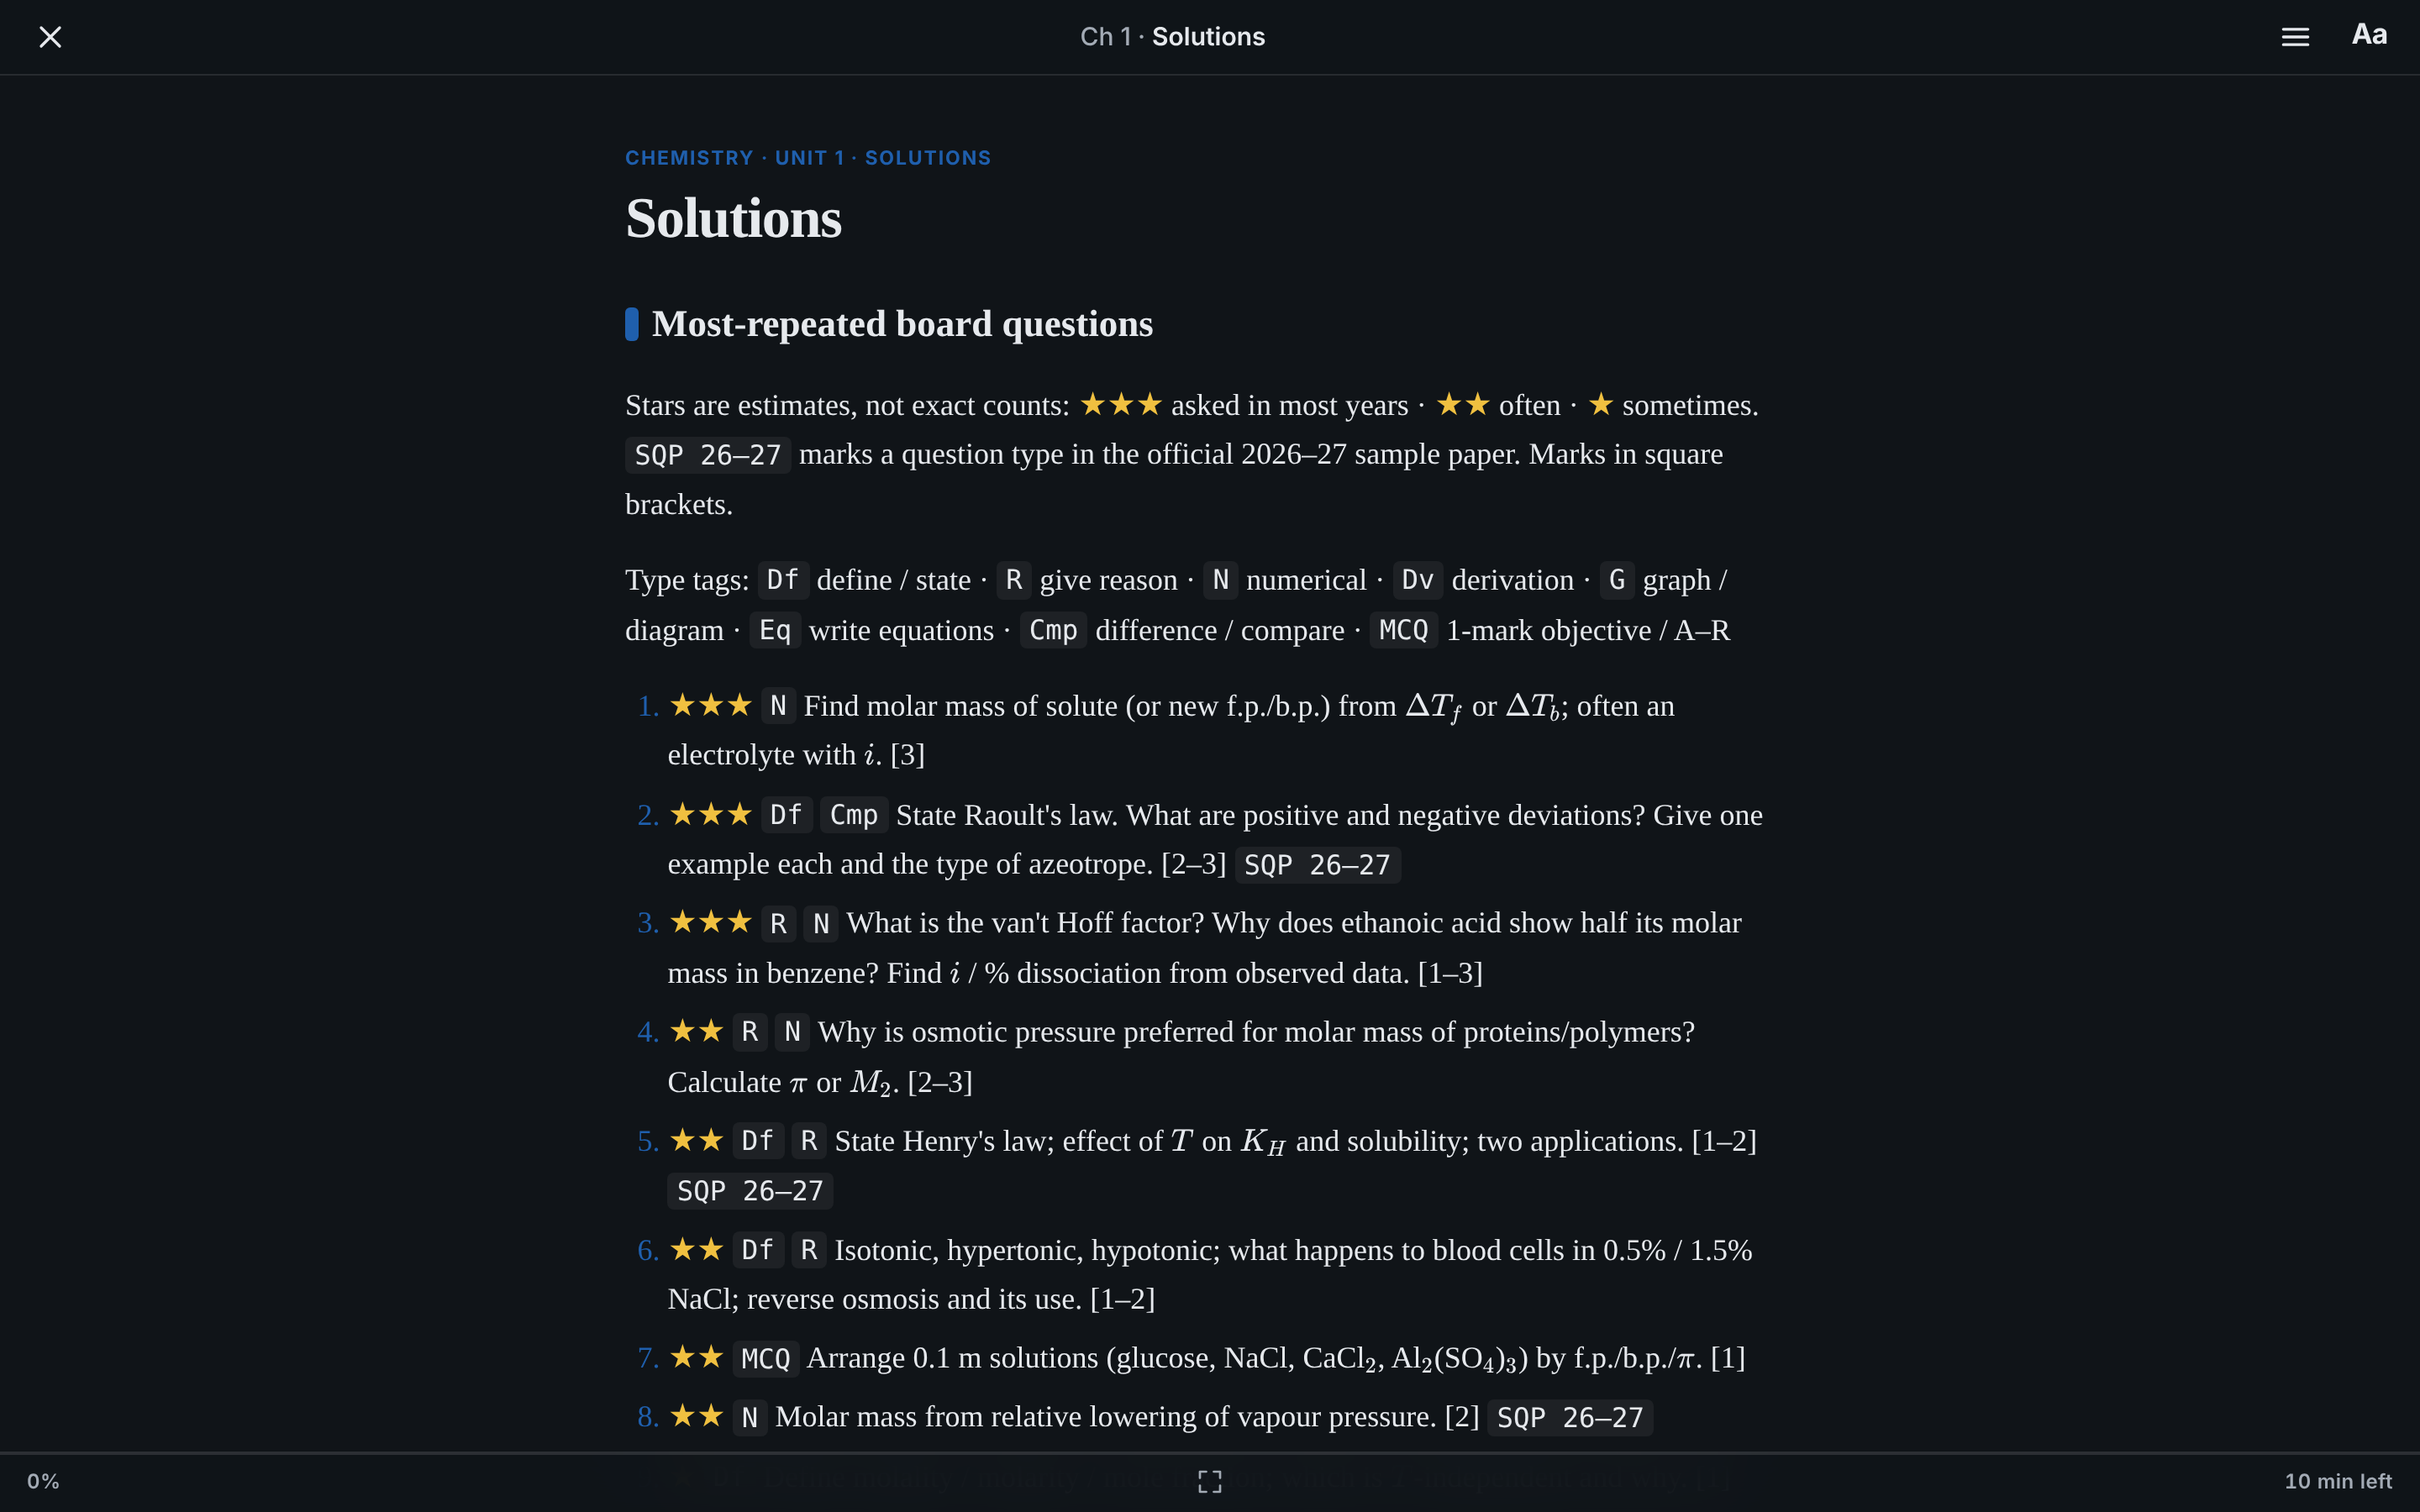 Ch 1 · Solutions
Aa
CHEMISTRY · UNIT 1 · SOLUTIONS
Solutions
Most-repeated board questions
Stars are estimates, not exact counts: ★★★ asked in most years · ★★ often · ★ sometimes.
SQP 26–27 marks a question type in the official 2026–27 sample paper. Marks in square
brackets.
Type tags: Df define / state · R give reason · N numerical · Dv derivation · G graph /
diagram · Eq write equations · Cmp difference / compare · MCQ 1-mark objective / A–R
1. ★★★ N Find molar mass of solute (or new f.p./b.p.) from ΔT_f or ΔT_b; often an
electrolyte with i. [3]
2. ★★★ Df Cmp State Raoult's law. What are positive and negative deviations? Give one
example each and the type of azeotrope. [2–3] SQP 26–27
3. ★★★ R N What is the van't Hoff factor? Why does ethanoic acid show half its molar
mass in benzene? Find i / % dissociation from observed data. [1–3]
4. ★★ R N Why is osmotic pressure preferred for molar mass of proteins/polymers?
Calculate π or M₂. [2–3]
5. ★★ Df R State Henry's law; effect of T on K_H and solubility; two applications. [1–2]
SQP 26–27
6. ★★ Df R Isotonic, hypertonic, hypotonic; what happens to blood cells in 0.5% / 1.5%
NaCl; reverse osmosis and its use. [1–2]
7. ★★ MCQ Arrange 0.1 m solutions (glucose, NaCl, CaCl₂, Al₂(SO₄)₃) by f.p./b.p./π. [1]
8. ★★ N Molar mass from relative lowering of vapour pressure. [2] SQP 26–27
0%
10 min left